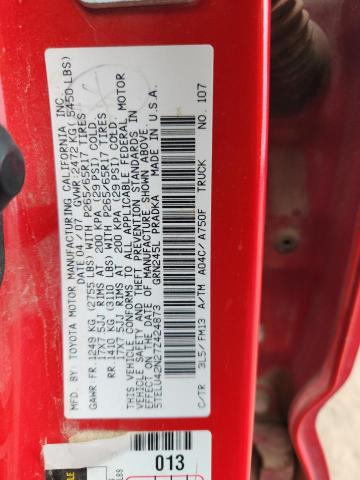 MFD. BY: TOYOTA MOTOR MANUFACTURING CALIFORNIA, INC.
DATE 04 / 07 GVWR: 2472 KG ( 5450 LBS)
GAWR FR. 1249 KG (2755 LBS) WITH P265/65R17 TIRES
17X7.5JJ RIMS AT 200 KPA (29 PSI) COLD.
RR. 1410 KG (3110 LBS) WITH P265/65R17 TIRES
17X7.5JJ RIMS AT 200 KPA (29 PSI) COLD.
THIS VEHICLE CONFORMS TO ALL APPLICABLE FEDERAL MOTOR
VEHICLE SAFETY AND THEFT PREVENTION STANDARDS IN
EFFECT ON THE DATE OF MANUFACTURE SHOWN ABOVE.
5TELU42N27Z424873 GRN245L PRADKA MADE IN U.S.A.
C/TR 3L5/FM13 A/TM A04C/A750F TRUCK NO. 107
013
LBS